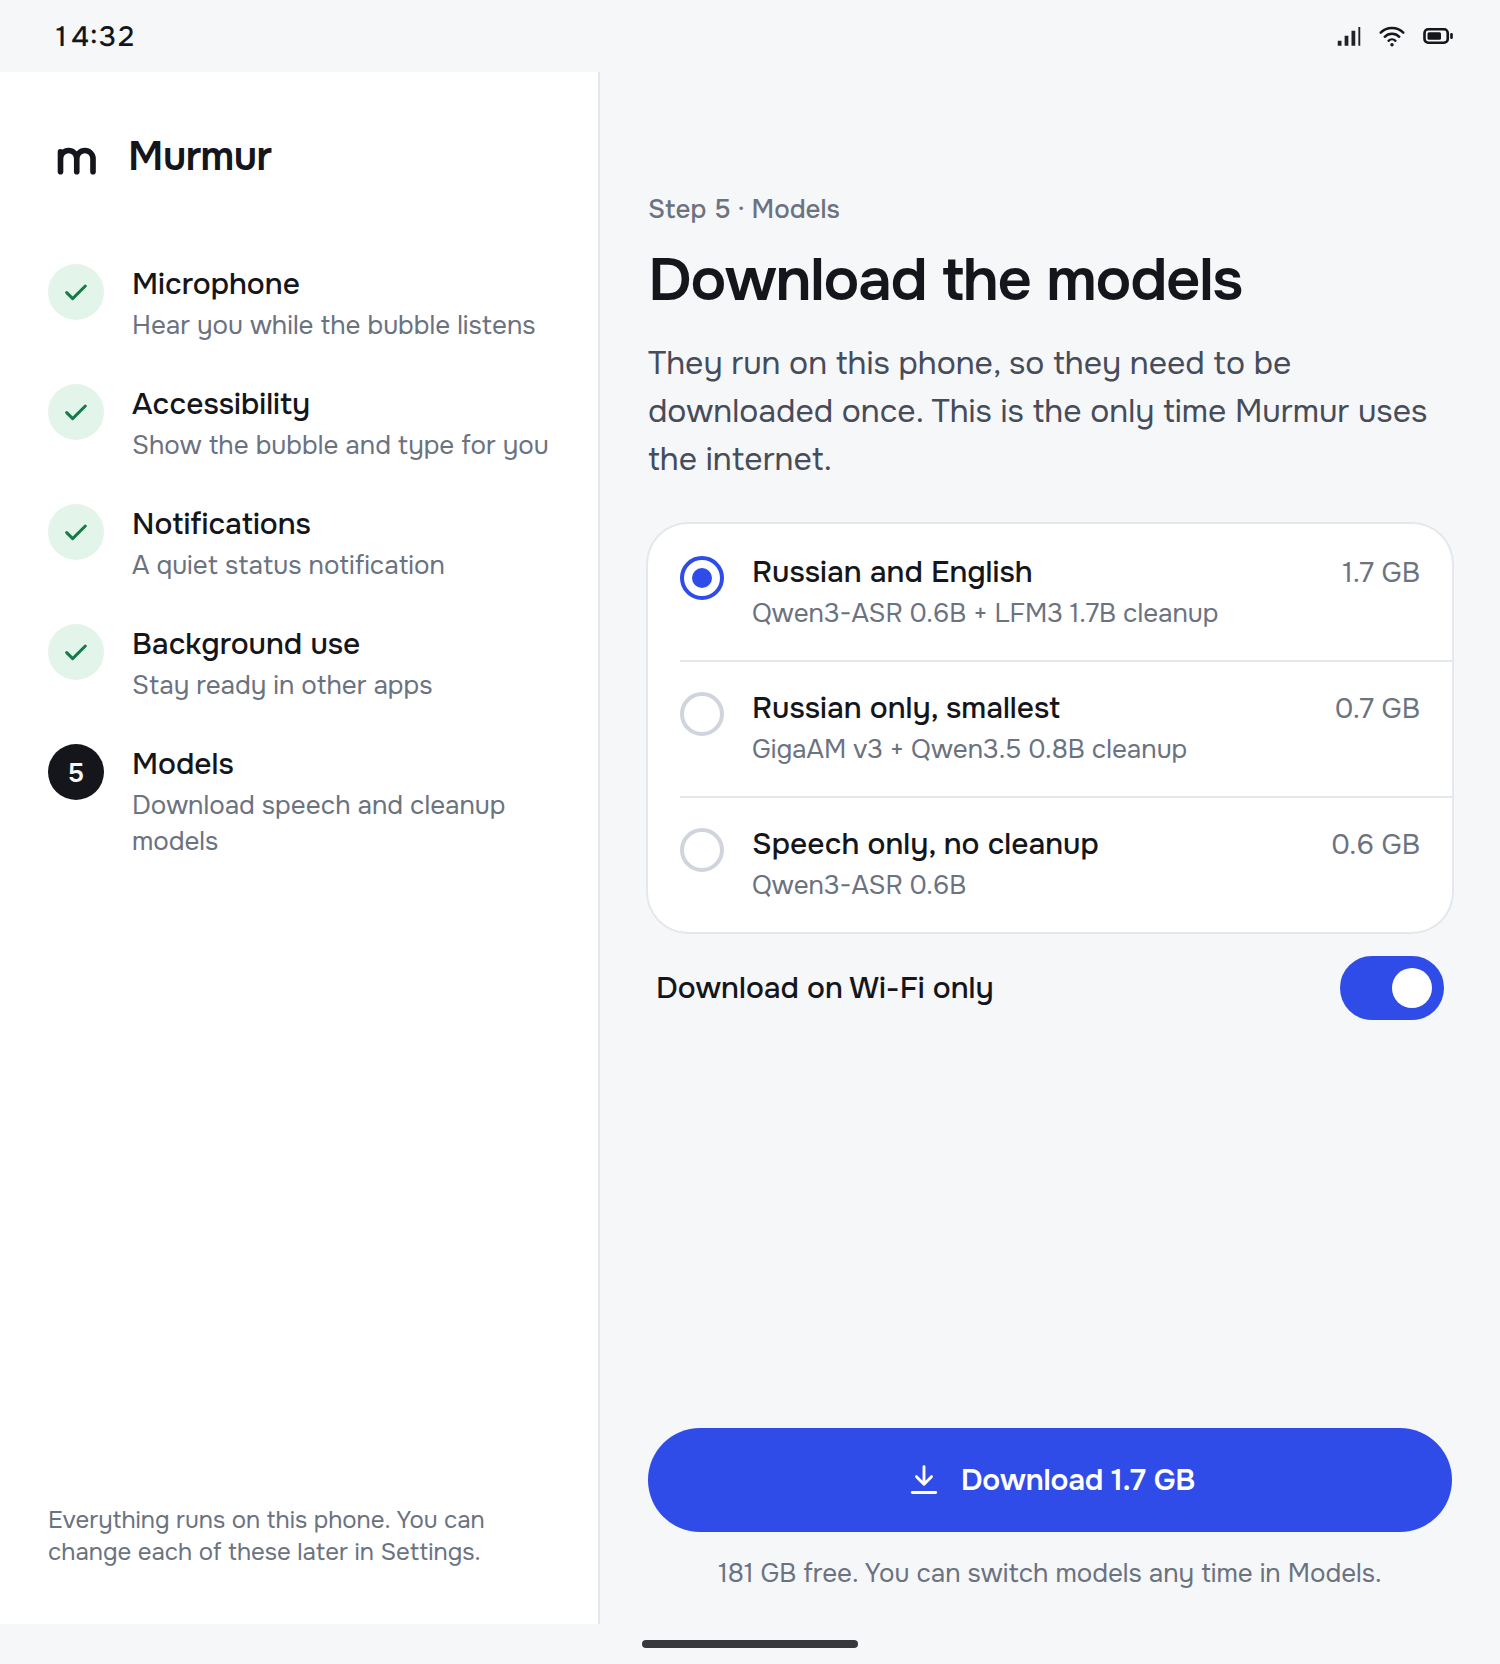 14:32
Murmur
Microphone
Hear you while the bubble listens
Accessibility
Show the bubble and type for you
Notifications
A quiet status notification
Background use
Stay ready in other apps
5
Models
Download speech and cleanup
models
Everything runs on this phone. You can
change each of these later in Settings.
Step 5 · Models
Download the models
They run on this phone, so they need to be
downloaded once. This is the only time Murmur uses
the internet.
Russian and English 1.7 GB
Qwen3-ASR 0.6B + LFM3 1.7B cleanup
Russian only, smallest 0.7 GB
GigaAM v3 + Qwen3.5 0.8B cleanup
Speech only, no cleanup 0.6 GB
Qwen3-ASR 0.6B
Download on Wi-Fi only
Download 1.7 GB
181 GB free. You can switch models any time in Models.